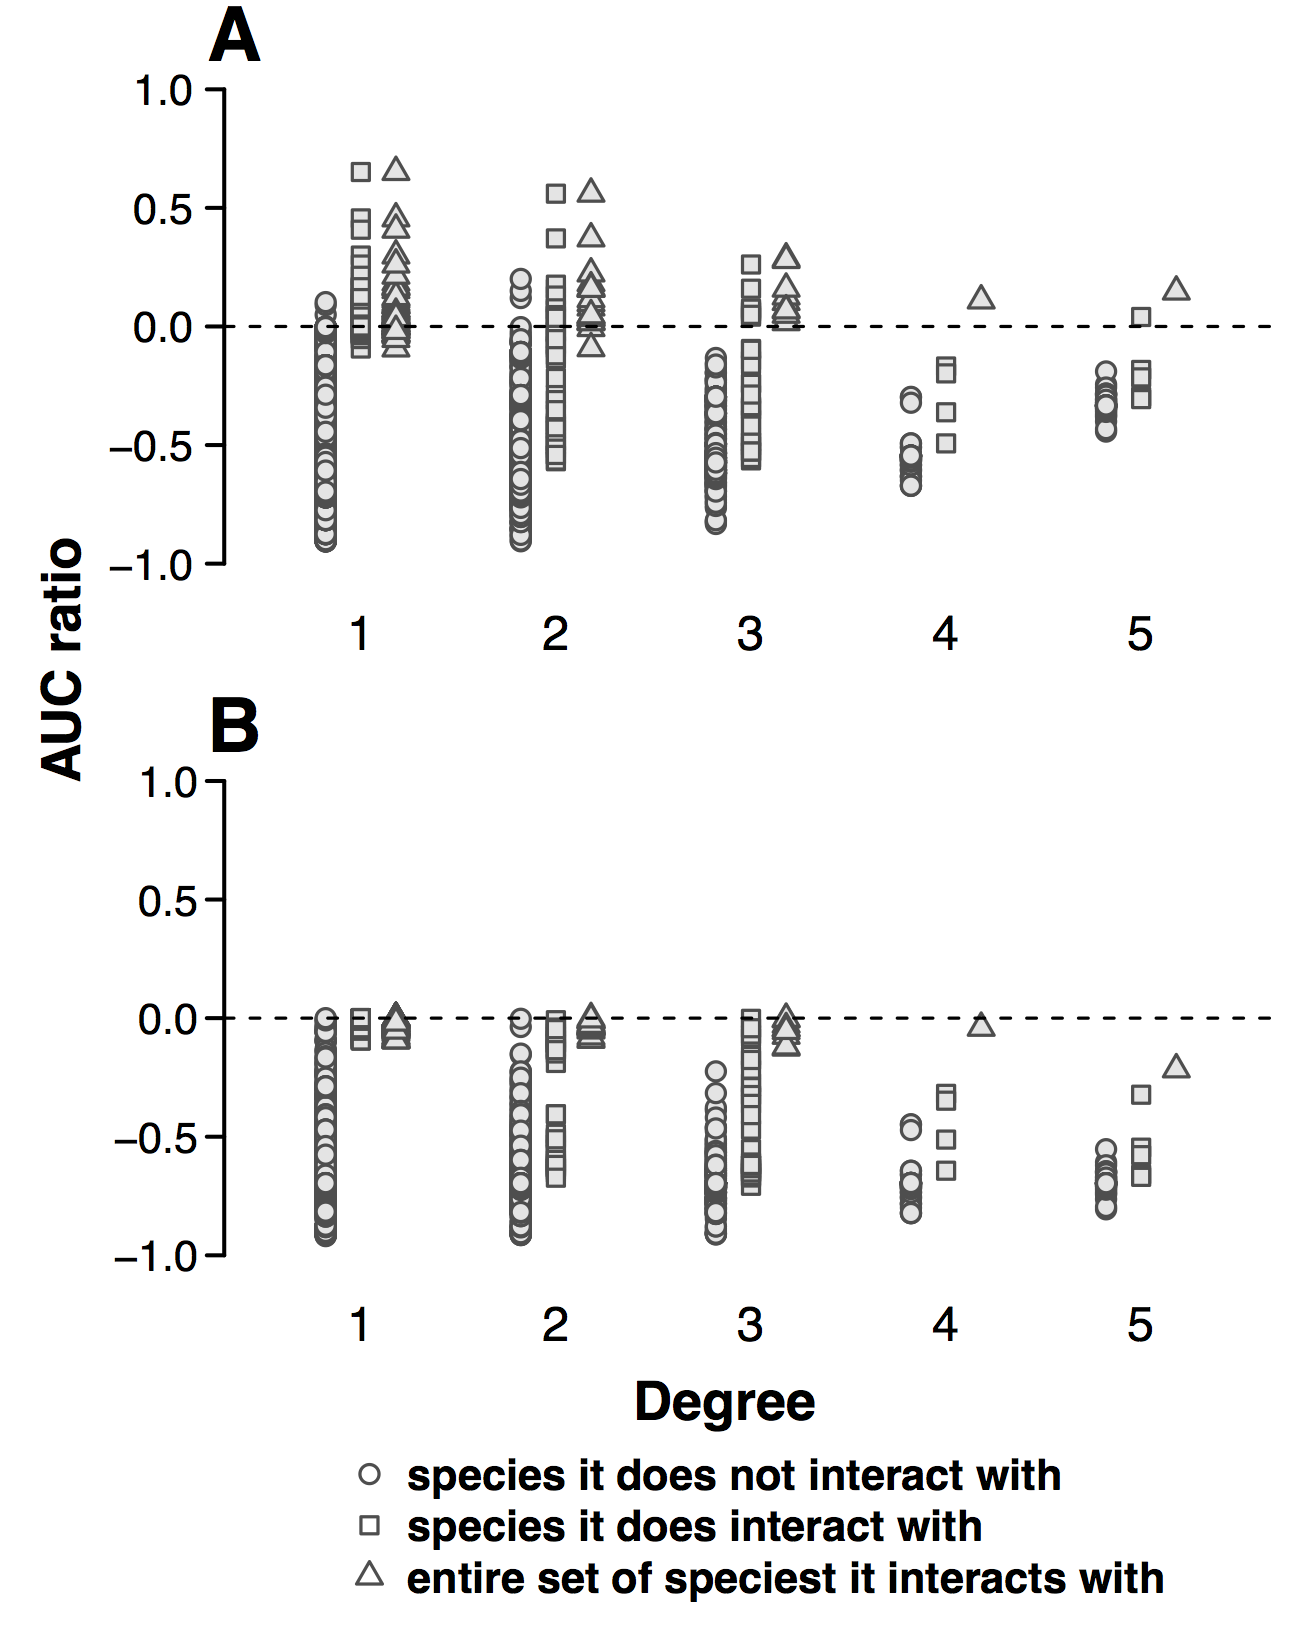 A
1.0
0.5
0.0
−0.5
−1.0
1 2 3 4 5
AUC ratio
B
1.0
0.5
0.0
−0.5
−1.0
1 2 3 4 5
Degree
species it does not interact with
species it does interact with
entire set of speciest it interacts with